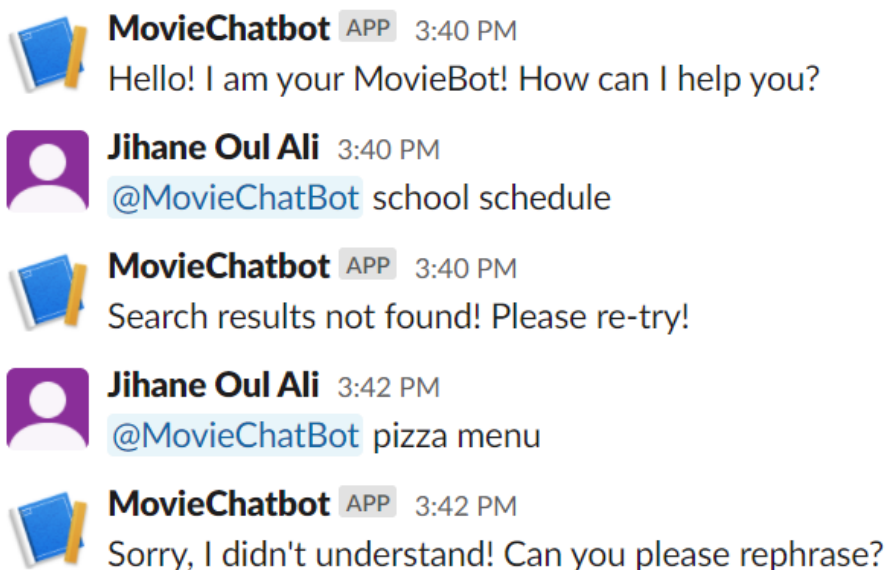 MovieChatbot APP 3:40 PM
Hello! I am your MovieBot! How can I help you?
Jihane Oul Ali 3:40 PM
@MovieChatBot school schedule
MovieChatbot APP 3:40 PM
Search results not found! Please re-try!
Jihane Oul Ali 3:42 PM
@MovieChatBot pizza menu
MovieChatbot APP 3:42 PM
Sorry, I didn't understand! Can you please rephrase?